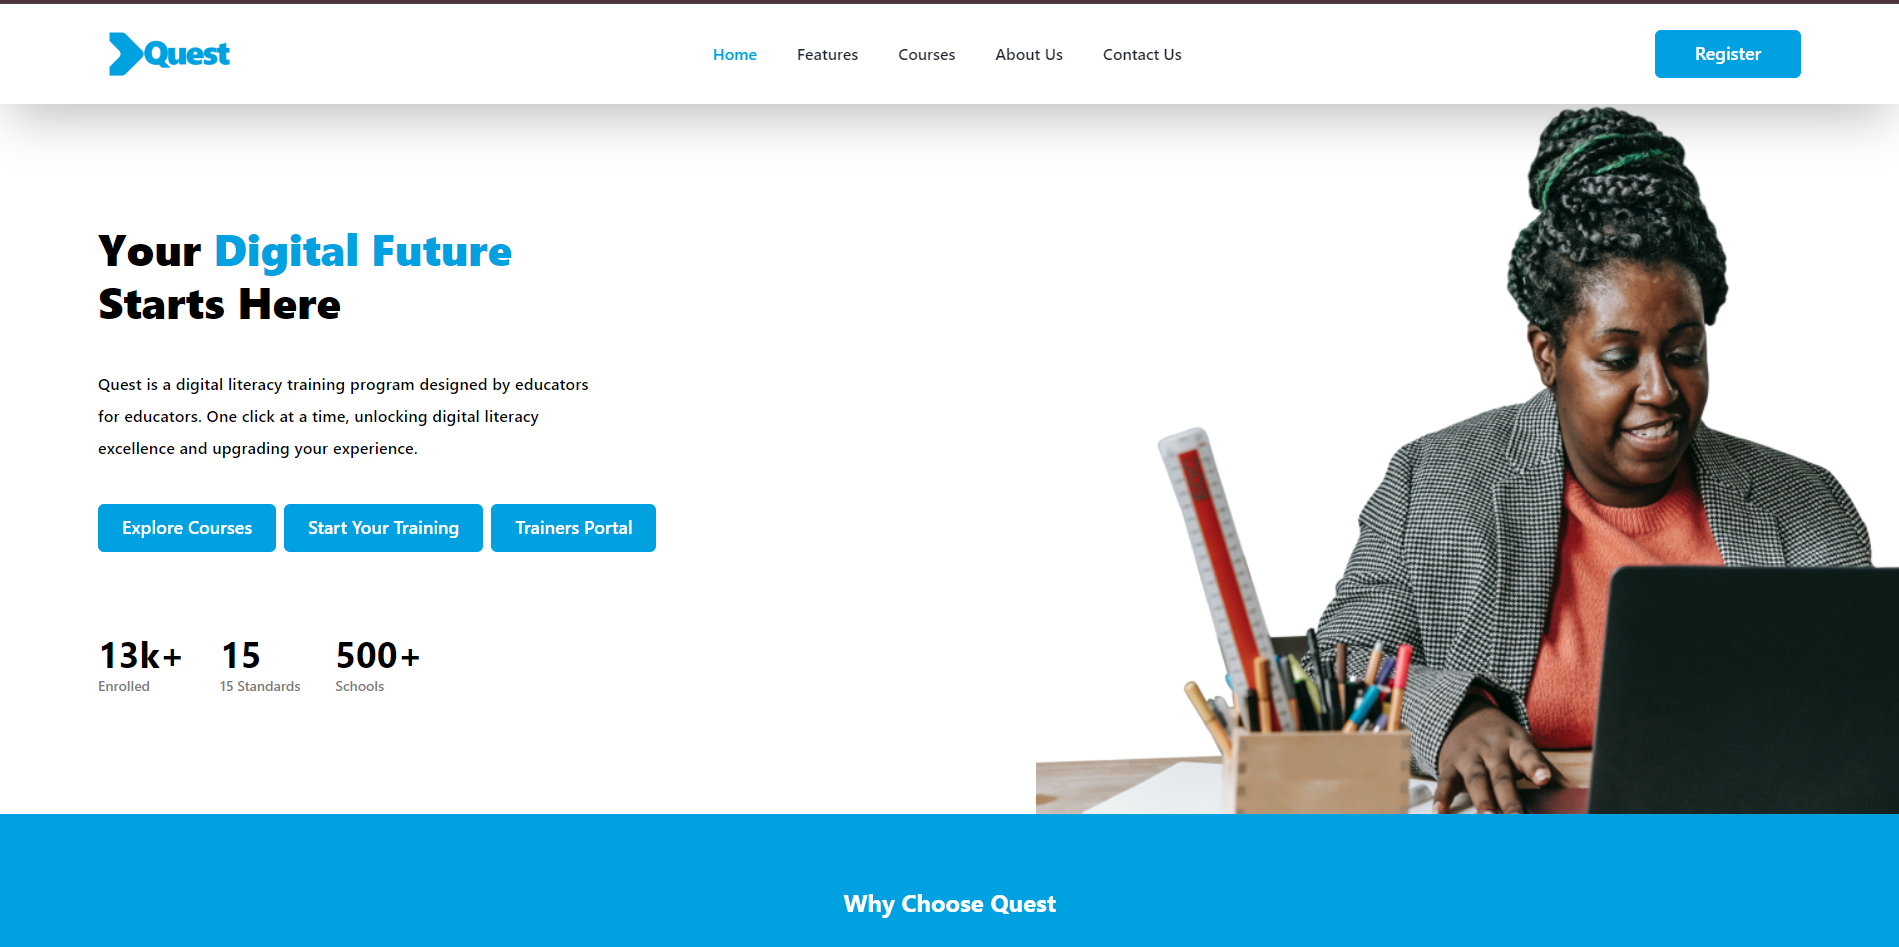 Quest
Home
Features
Courses
About Us
Contact Us
Register
Your Digital Future
Starts Here
Quest is a digital literacy training program designed by educators
for educators. One click at a time, unlocking digital literacy
excellence and upgrading your experience.
Explore Courses
Start Your Training
Trainers Portal
13k+
Enrolled
15
15 Standards
500+
Schools
Why Choose Quest